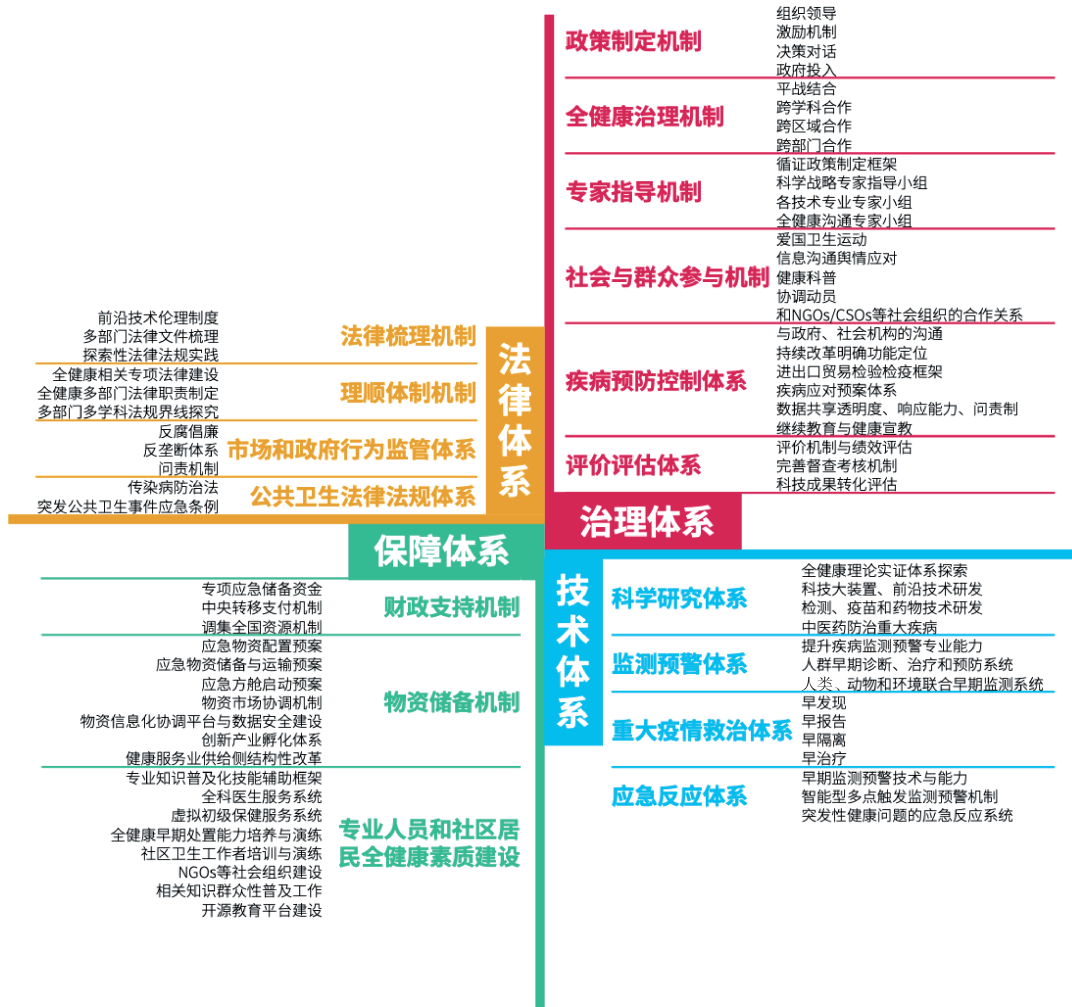 政策制定机制
组织领导
激励机制
决策对话
政府投入
全健康治理机制
平战结合
跨学科合作
跨区域合作
跨部门合作
专家指导机制
循证政策制定框架
科学战略专家指导小组
各技术专业专家小组
全健康沟通专家小组
社会与群众参与机制
爱国卫生运动
信息沟通舆情应对
健康科普
协调动员
和NGOs/CSOs等社会组织的合作关系
疾病预防控制体系
与政府、社会机构的沟通
持续改革明确功能定位
进出口贸易检验检疫框架
疾病应对预案体系
数据共享透明度、响应能力、问责制
继续教育与健康宣教
评价评估体系
评价机制与绩效评估
完善督查考核机制
科技成果转化评估
治理体系
法律体系
法律梳理机制
前沿技术伦理制度
多部门法律文件梳理
探索性法律法规实践
理顺体制机制
全健康相关专项法律建设
全健康多部门法律职责制定
多部门多学科法规界线探究
市场和政府行为监管体系
反腐倡廉
反垄断体系
问责机制
公共卫生法律法规体系
传染病防治法
突发公共卫生事件应急条例
保障体系
财政支持机制
专项应急储备资金
中央转移支付机制
调集全国资源机制
物资储备机制
应急物资配置预案
应急物资储备与运输预案
应急方舱启动预案
物资市场协调机制
物资信息化协调平台与数据安全建设
创新产业孵化体系
健康服务业供给侧结构性改革
专业人员和社区居
民全健康素质建设
专业知识普及化技能辅助框架
全科医生服务系统
虚拟初级保健服务系统
全健康早期处置能力培养与演练
社区卫生工作者培训与演练
NGOs等社会组织建设
相关知识群众性普及工作
开源教育平台建设
技术体系
科学研究体系
全健康理论实证体系探索
科技大装置、前沿技术研发
检测、疫苗和药物技术研发
中医药防治重大疾病
监测预警体系
提升疾病监测预警专业能力
人群早期诊断、治疗和预防系统
人类、动物和环境联合早期监测系统
重大疫情救治体系
早发现
早报告
早隔离
早治疗
应急反应体系
早期监测预警技术与能力
智能型多点触发监测预警机制
突发性健康问题的应急反应系统